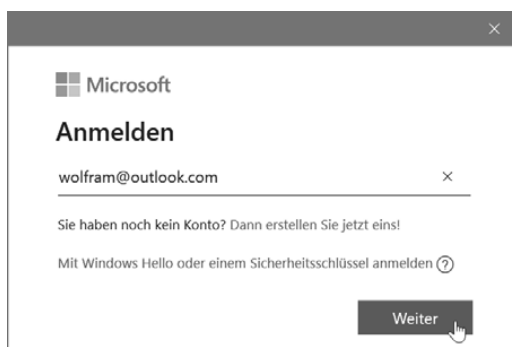 Microsoft
Anmelden
wolfram@outlook.com
Sie haben noch kein Konto? Dann erstellen Sie jetzt eins!
Mit Windows Hello oder einem Sicherheitsschlüssel anmelden ?
Weiter